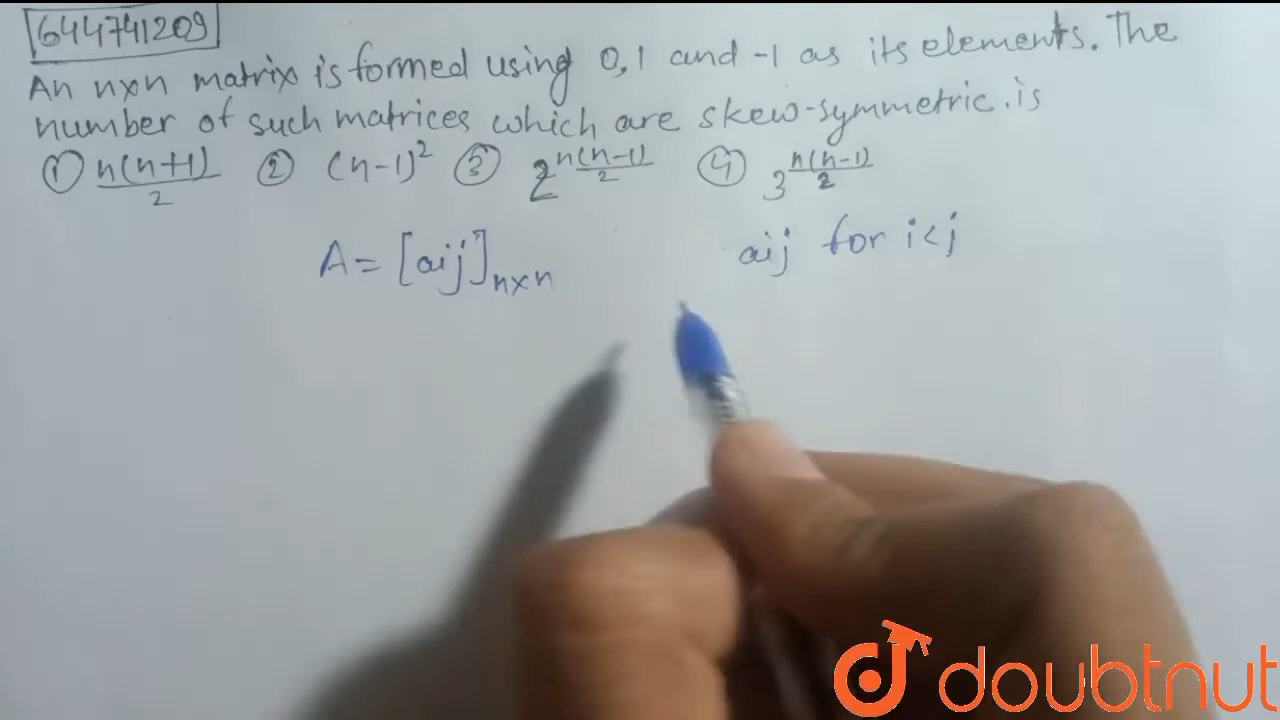 644741209
An nxn matrix is formed using 0,1 and -1 as its elements. The
number of such matrices which are skew-symmetric. is
① n(n+1)/2 ② (n-1)² ③ 2^(n(n-1)/2) ④ 3^(n(n-1)/2)
A = [aij]nxn aij for i<j
doubtnut